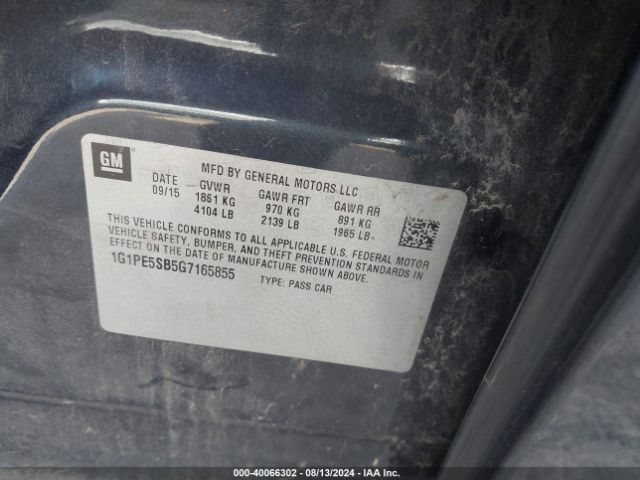 GM
MFD BY GENERAL MOTORS LLC
DATE GVWR GAWR FRT GAWR RR
09/15 1861 KG 970 KG 891 KG
4104 LB 2139 LB 1965 LB
THIS VEHICLE CONFORMS TO ALL APPLICABLE U.S. FEDERAL MOTOR
VEHICLE SAFETY, BUMPER, AND THEFT PREVENTION STANDARDS IN
EFFECT ON THE DATE OF MANUFACTURE SHOWN ABOVE.
1G1PE5SB5G7165855 TYPE: PASS CAR
000-40066302 - 08/13/2024 - IAA Inc.